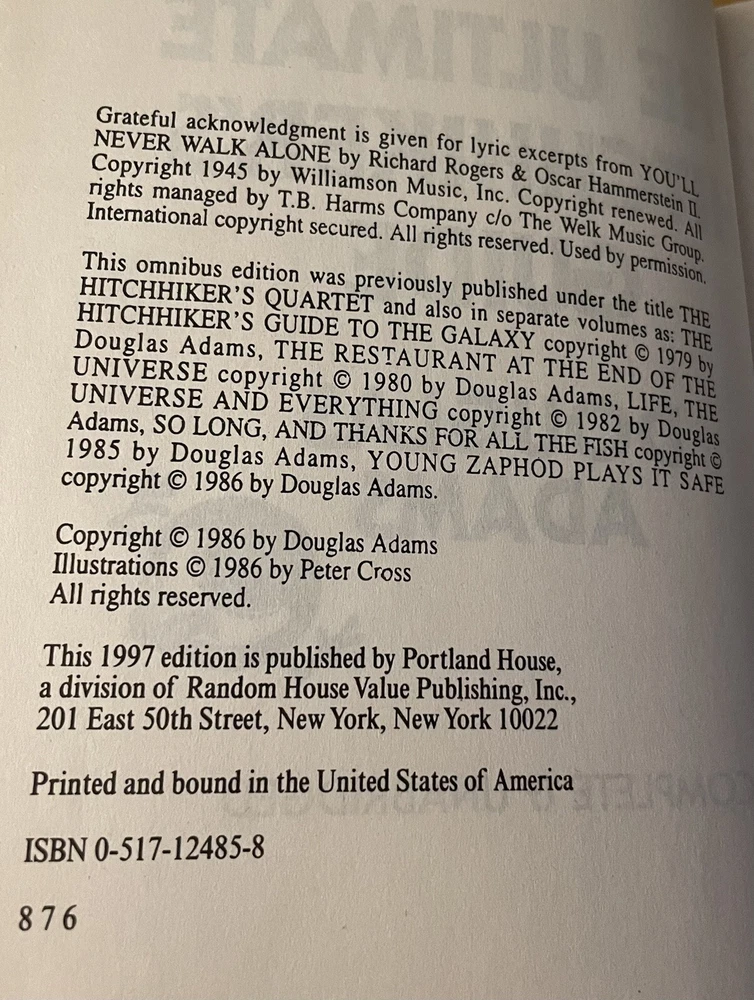 Grateful acknowledgment is given for lyric excerpts from YOU'LL
NEVER WALK ALONE by Richard Rogers & Oscar Hammerstein II.
Copyright 1945 by Williamson Music, Inc. Copyright renewed. All
rights managed by T.B. Harms Company c/o The Welk Music Group.
International copyright secured. All rights reserved. Used by permission.
This omnibus edition was previously published under the title THE
HITCHHIKER'S QUARTET and also in separate volumes as: THE
HITCHHIKER'S GUIDE TO THE GALAXY copyright © 1979 by
Douglas Adams, THE RESTAURANT AT THE END OF THE
UNIVERSE copyright © 1980 by Douglas Adams, LIFE, THE
UNIVERSE AND EVERYTHING copyright © 1982 by Douglas
Adams, SO LONG, AND THANKS FOR ALL THE FISH copyright ©
1985 by Douglas Adams, YOUNG ZAPHOD PLAYS IT SAFE
copyright © 1986 by Douglas Adams.
Copyright © 1986 by Douglas Adams
Illustrations © 1986 by Peter Cross
All rights reserved.
This 1997 edition is published by Portland House,
a division of Random House Value Publishing, Inc.,
201 East 50th Street, New York, New York 10022
Printed and bound in the United States of America
ISBN 0-517-12485-8
8 7 6